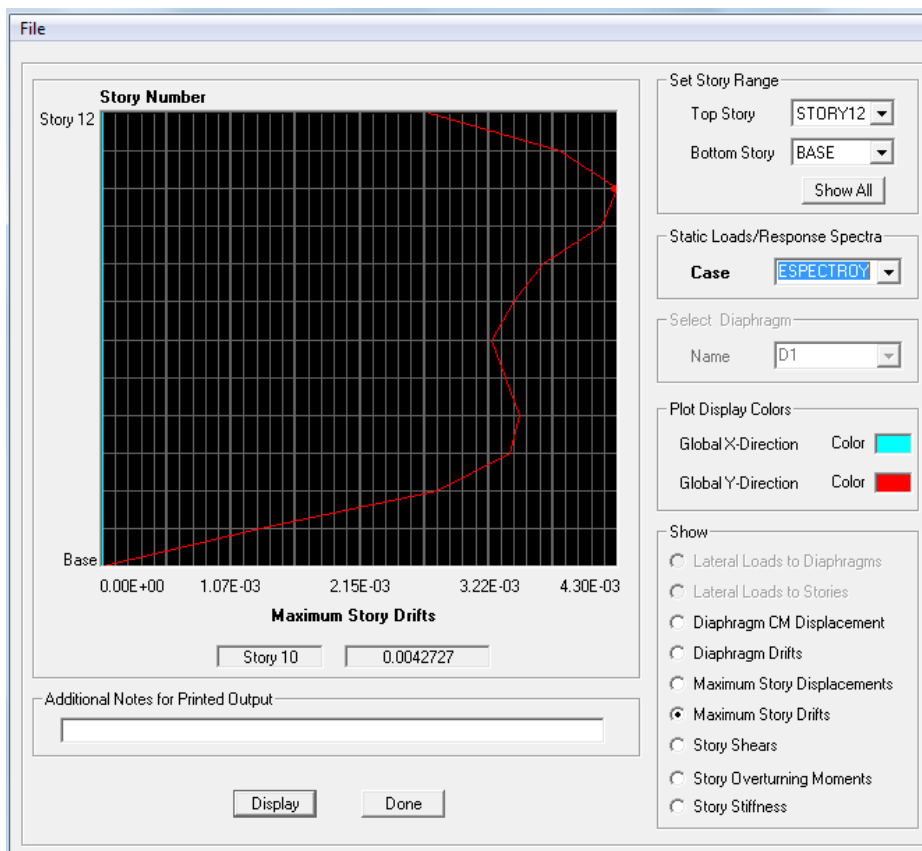 File
Story Number
Story 12
Base
0.00E+00 1.07E-03 2.15E-03 3.22E-03 4.30E-03
Maximum Story Drifts
Story 10 0.0042727
Additional Notes for Printed Output
Display Done
Set Story Range
Top Story STORY12
Bottom Story BASE
Show All
Static Loads/Response Spectra
Case ESPECTROY
Select Diaphragm
Name D1
Plot Display Colors
Global X-Direction Color
Global Y-Direction Color
Show
Lateral Loads to Diaphragms
Lateral Loads to Stories
Diaphragm CM Displacement
Diaphragm Drifts
Maximum Story Displacements
Maximum Story Drifts
Story Shears
Story Overturning Moments
Story Stiffness